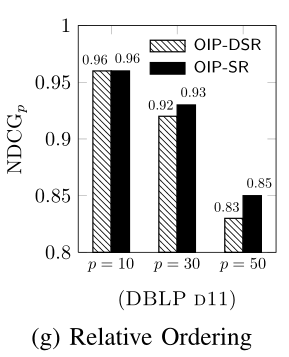 1
0.95
0.9
0.85
0.8
NDCGp
OIP-DSR
OIP-SR
0.96 0.96
0.92 0.93
0.83 0.85
p = 10 p = 30 p = 50
(DBLP D11)
(g) Relative Ordering